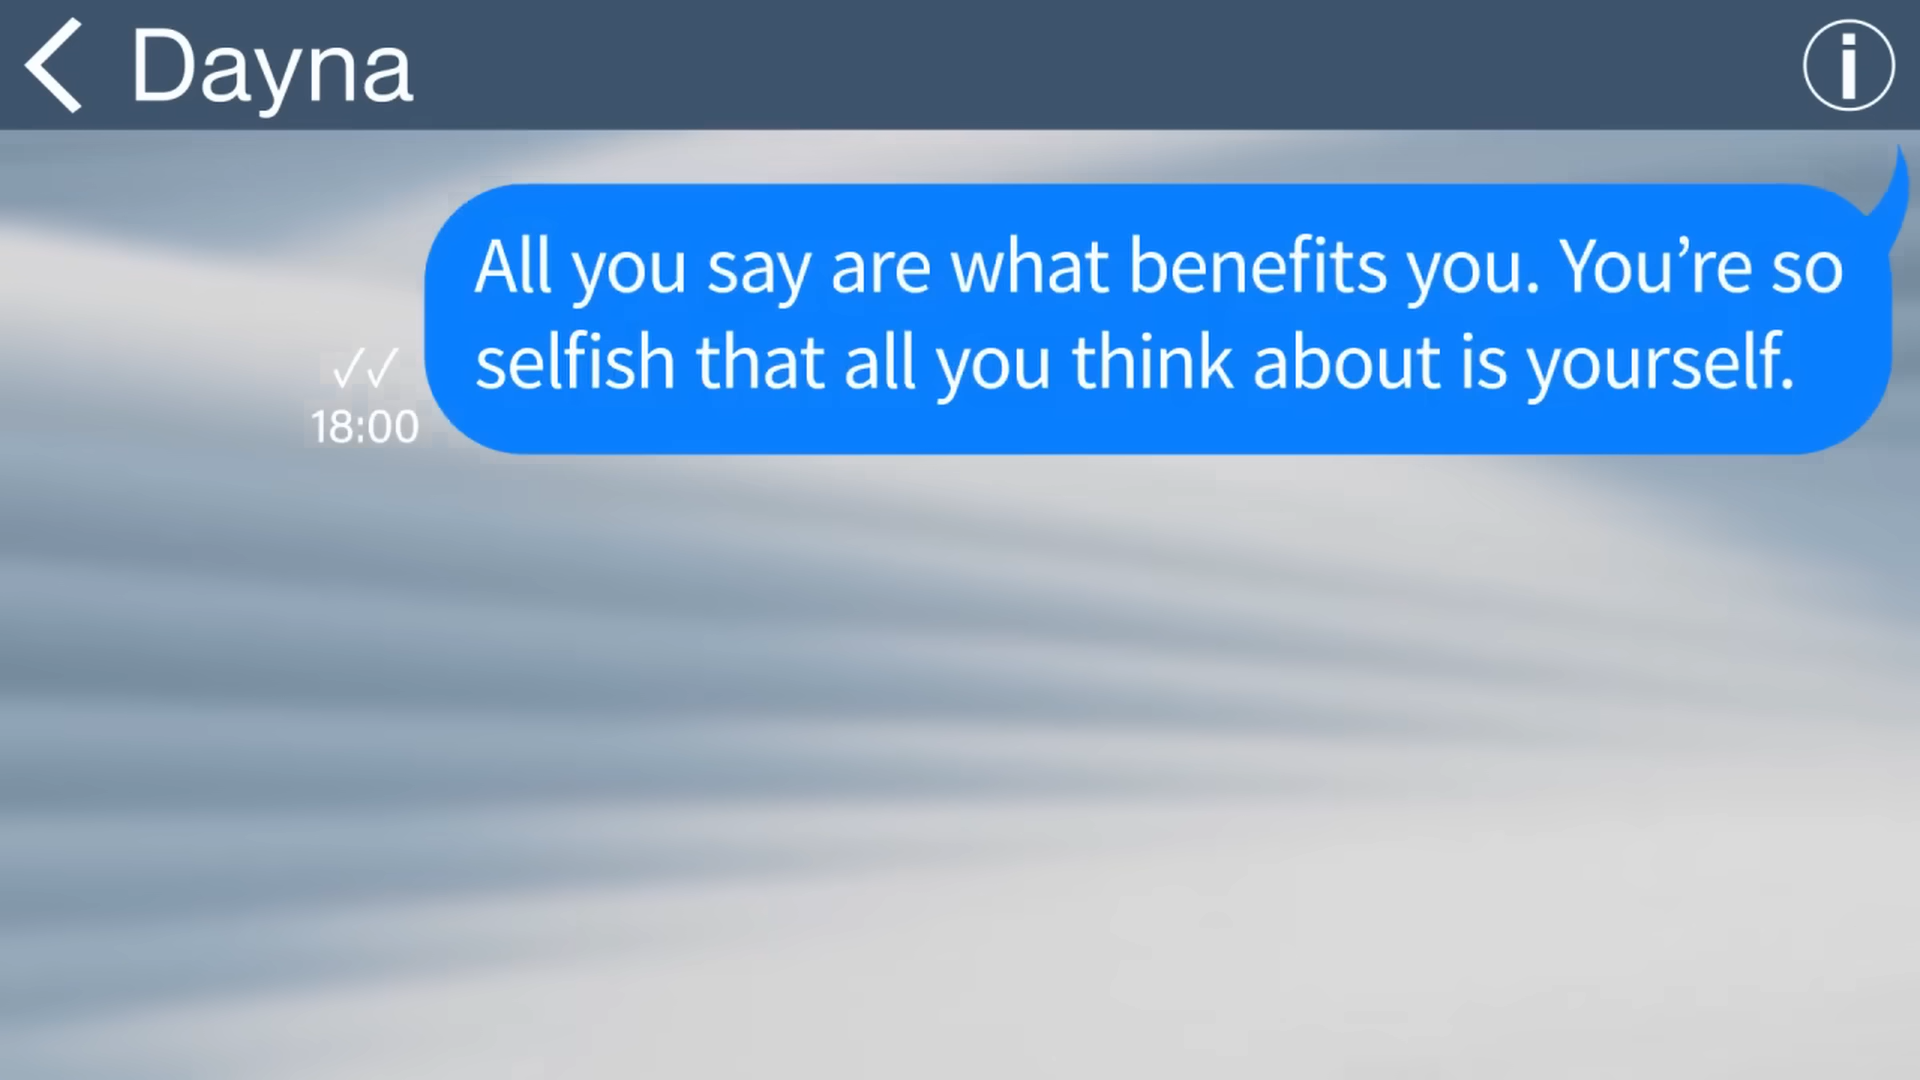 Dayna
All you say are what benefits you. You’re so
selfish that all you think about is yourself.
✓✓
18:00